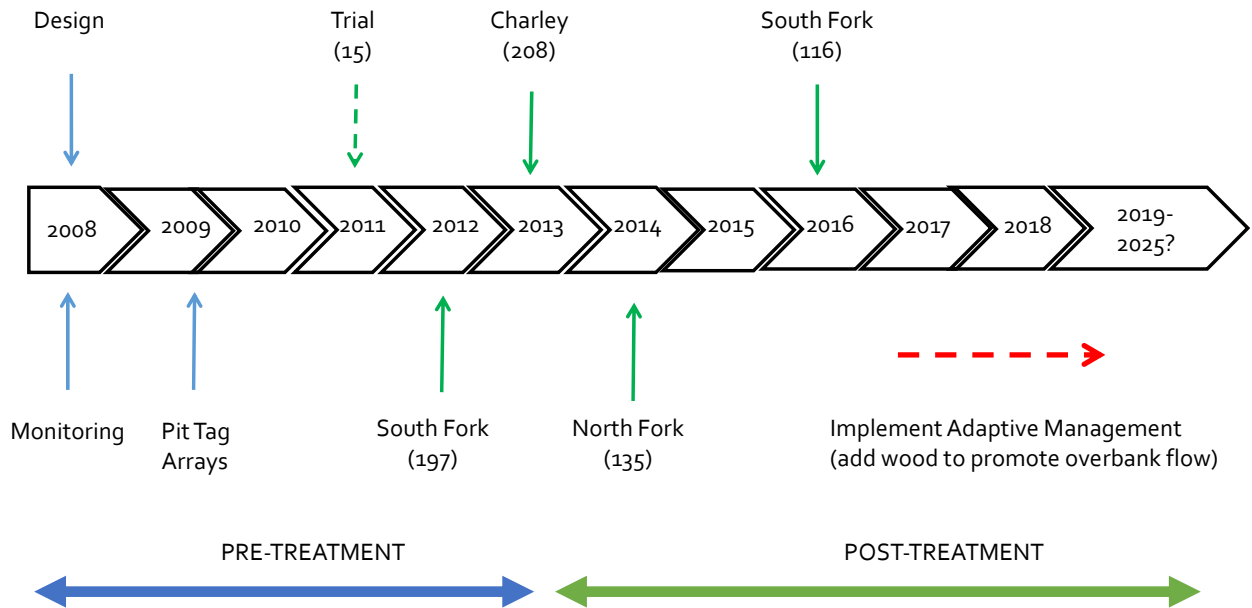 Design
Trial
(15)
Charley
(208)
South Fork
(116)
2008
2009
2010
2011
2012
2013
2014
2015
2016
2017
2018
2019-
2025?
Monitoring
Pit Tag
Arrays
South Fork
(197)
North Fork
(135)
Implement Adaptive Management
(add wood to promote overbank flow)
PRE-TREATMENT
POST-TREATMENT